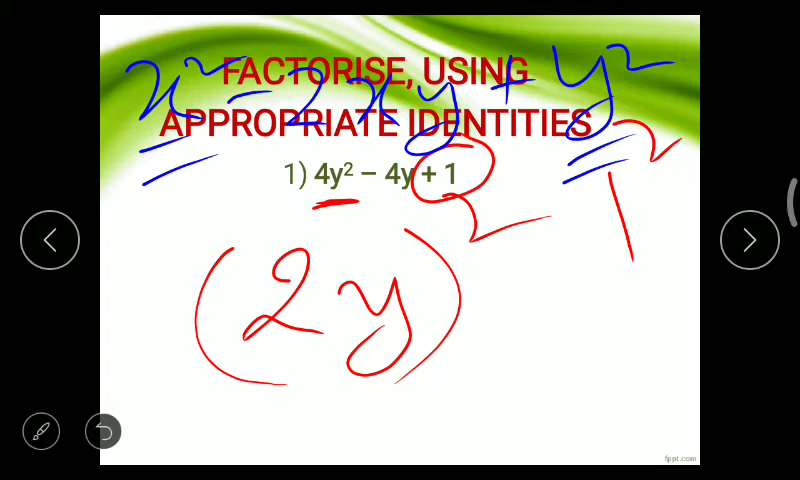 x² - 2xy + y²
FACTORISE, USING
APPROPRIATE IDENTITIES
1) 4y² – 4y + 1
1²
(2y)²
fppt.com